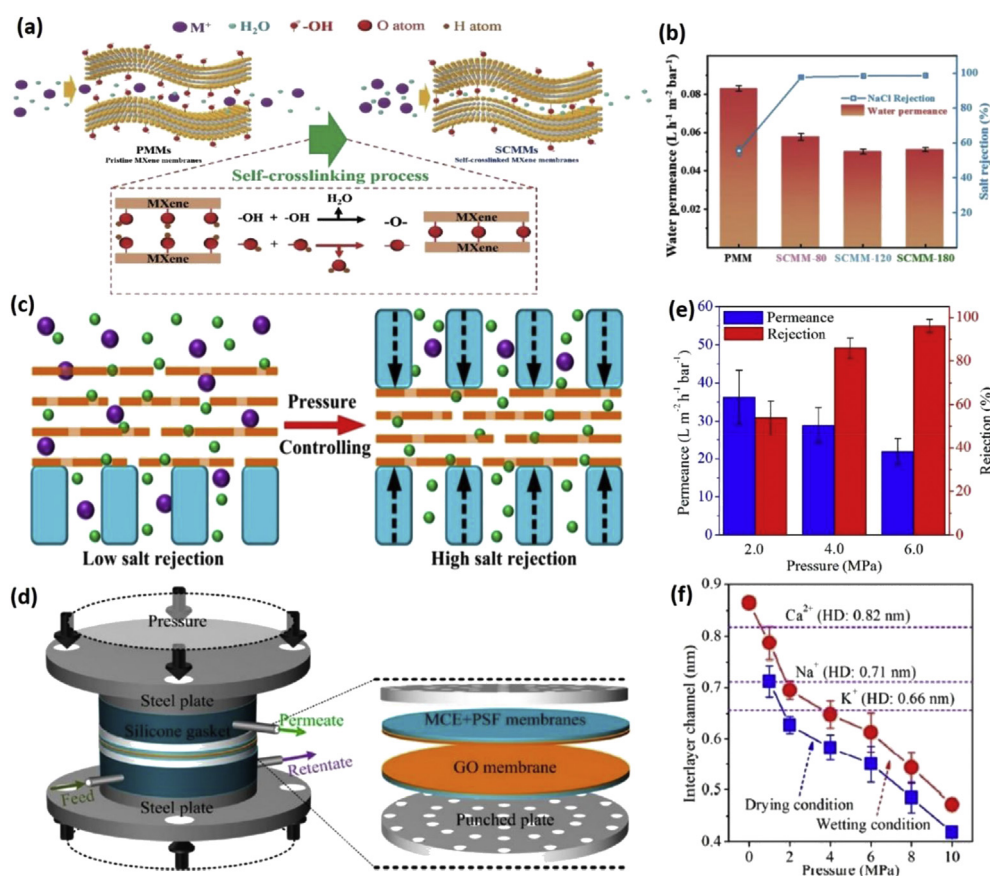 (a)
M+
H2O
-OH
O atom
H atom
PMMs
Pristine MXene membranes
SCMMs
Self-crosslinked MXene membranes
Self-crosslinking process
MXene
MXene
-OH + -OH
H2O
-O-
+
MXene
MXene
(b)
Water permeance (L h-1 m-2 bar-1)
0.08
0.06
0.04
0.02
NaCl Rejection
Water permeance
100
80
60
40
20
Salt rejection (%)
PMM
SCMM-80
SCMM-120
SCMM-180
(c)
Pressure
Controlling
Low salt rejection
High salt rejection
(e)
Permeance (L m-2 h-1 bar-1)
60
50
40
30
20
10
0
Permeance
Rejection
100
80
60
40
20
0
Rejection (%)
2.0
4.0
6.0
Pressure (MPa)
(d)
Pressure
Steel plate
Silicone gasket
Permeate
Retentate
Feed
Steel plate
MCE+PSF membranes
GO membrane
Punched plate
(f)
Interlayer channel (nm)
0.9
0.8
0.7
0.6
0.5
0.4
Ca2+ (HD: 0.82 nm)
Na+ (HD: 0.71 nm)
K+ (HD: 0.66 nm)
Drying condition
Wetting condition
0
2
4
6
8
10
Pressure (MPa)